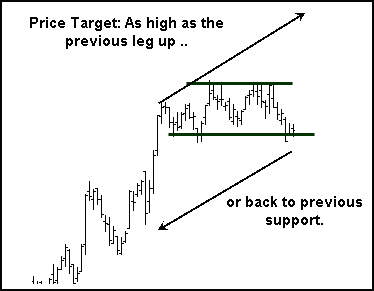 Price Target: As high as the
previous leg up ..
or back to previous
support.